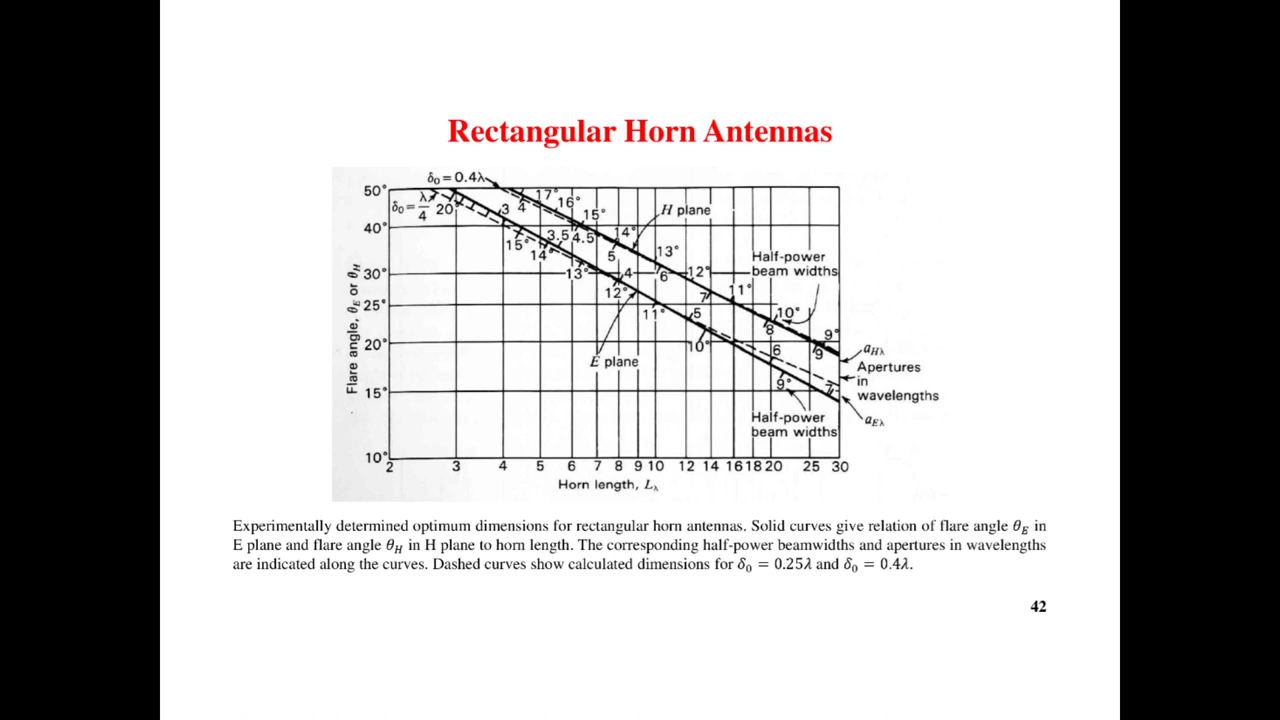 Rectangular Horn Antennas
δ₀ = 0.4λ
50° δ₀ = λ/4 20° 3 4 17° 16° 15° H plane
40° 15° 14° 3.5 4.5 14° 5 13° Half-power
30° 13° 4 6 12° beam widths
25° 12° 11° 5 7 11° 10° 8 9°
20° 10° 6 9 aHλ
E plane Apertures
15° 9° 7 in
wavelengths
Half-power
beam widths aEλ
10°
Flare angle, θE or θH
2 3 4 5 6 7 8 9 10 12 14 16 18 20 25 30
Horn length, Lλ
Experimentally determined optimum dimensions for rectangular horn antennas. Solid curves give relation of flare angle θE in
E plane and flare angle θH in H plane to horn length. The corresponding half-power beamwidths and apertures in wavelengths
are indicated along the curves. Dashed curves show calculated dimensions for δₒ = 0.25λ and δₒ = 0.4λ.
42